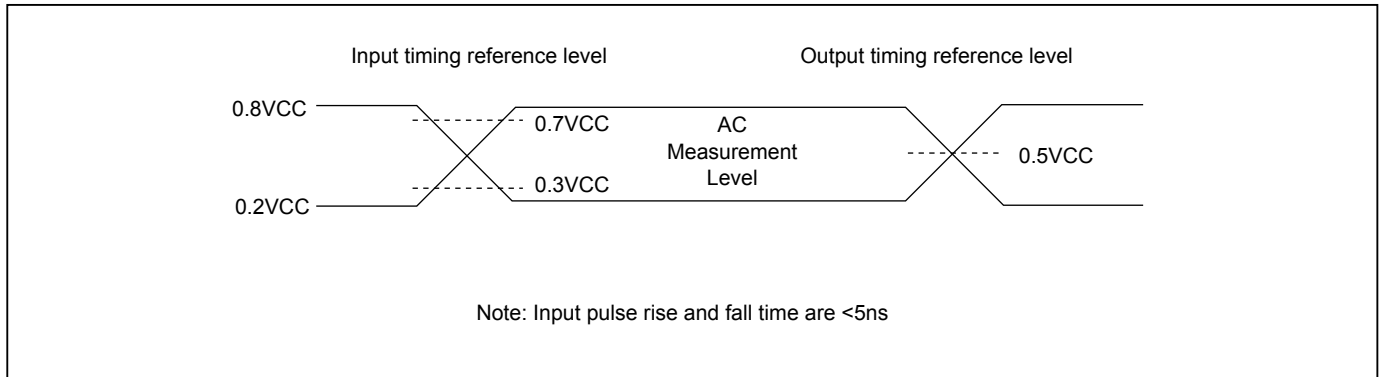 Input timing reference level
Output timing reference level
0.8VCC
0.7VCC
AC
Measurement
Level
0.5VCC
0.3VCC
0.2VCC
Note: Input pulse rise and fall time are <5ns